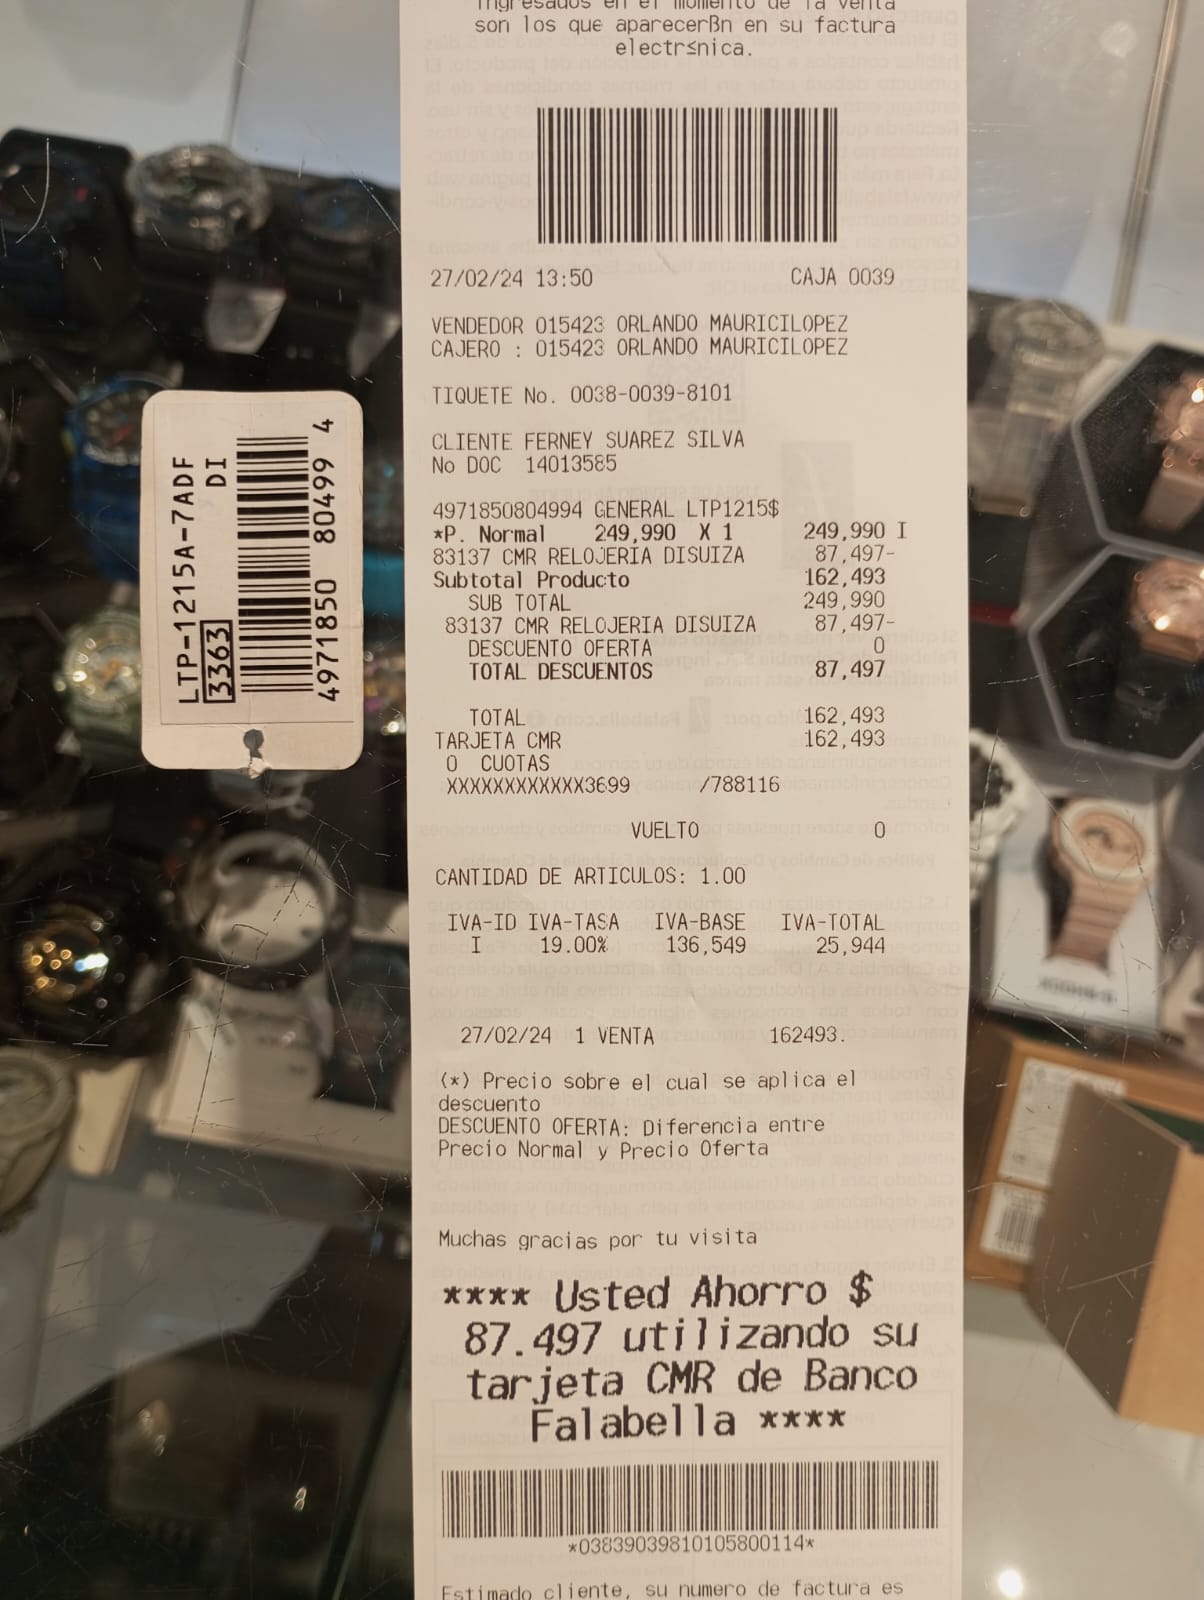 Ingresados en el momento de la venta
son los que aparecerßn en su factura
electr≤nica.
27/02/24 13:50 CAJA 0039
VENDEDOR 015423 ORLANDO MAURICILOPEZ
CAJERO : 015423 ORLANDO MAURICILOPEZ
TIQUETE No. 0038-0039-8101
CLIENTE FERNEY SUAREZ SILVA
No DOC 14013585
4971850804994 GENERAL LTP1215$
*P. Normal 249,990 X 1 249,990 I
83137 CMR RELOJERIA DISUIZA 87,497-
Subtotal Producto 162,493
SUB TOTAL 249,990
83137 CMR RELOJERIA DISUIZA 87,497-
DESCUENTO OFERTA 0
TOTAL DESCUENTOS 87,497
TOTAL 162,493
TARJETA CMR 162,493
0 CUOTAS
XXXXXXXXXXXX3699 /788116
VUELTO 0
CANTIDAD DE ARTICULOS: 1.00
IVA-ID IVA-TASA IVA-BASE IVA-TOTAL
I 19.00% 136,549 25,944
27/02/24 1 VENTA 162493.
(*) Precio sobre el cual se aplica el
descuento
DESCUENTO OFERTA: Diferencia entre
Precio Normal y Precio Oferta
Muchas gracias por tu visita
**** Usted Ahorro $
87.497 utilizando su
tarjeta CMR de Banco
Falabella ****
*03839039810105800114*
Estimado cliente, su numero de factura es
LTP-1215A-7ADF
3363 DI
4971850 80499 4